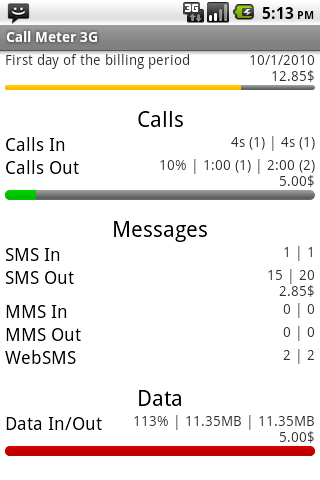 3G 5:13 PM
Call Meter 3G
First day of the billing period 10/1/2010
12.85$
Calls
Calls In 4s (1) | 4s (1)
Calls Out 10% | 1:00 (1) | 2:00 (2)
5.00$
Messages
SMS In 1 | 1
SMS Out 15 | 20
2.85$
MMS In 0 | 0
MMS Out 0 | 0
WebSMS 2 | 2
Data
Data In/Out 113% | 11.35MB | 11.35MB
5.00$